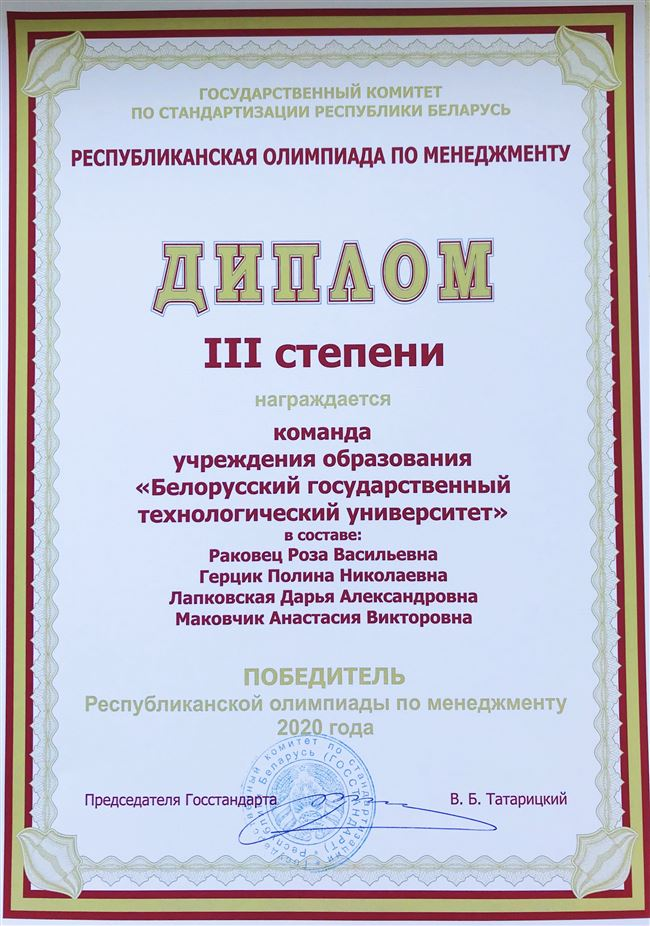 ГОСУДАРСТВЕННЫЙ КОМИТЕТ
ПО СТАНДАРТИЗАЦИИ РЕСПУБЛИКИ БЕЛАРУСЬ
РЕСПУБЛИКАНСКАЯ ОЛИМПИАДА ПО МЕНЕДЖМЕНТУ
ДИПЛОМ
III степени
награждается
команда
учреждения образования
«Белорусский государственный
технологический университет»
в составе:
Раковец Роза Васильевна
Герцик Полина Николаевна
Лапковская Дарья Александровна
Маковчик Анастасия Викторовна
ПОБЕДИТЕЛЬ
Республиканской олимпиады по менеджменту
2020 года
Председателя Госстандарта
В. Б. Татарицкий
Государственный комитет по стандартизации
Республики Беларусь (ГОССТАНДАРТ)